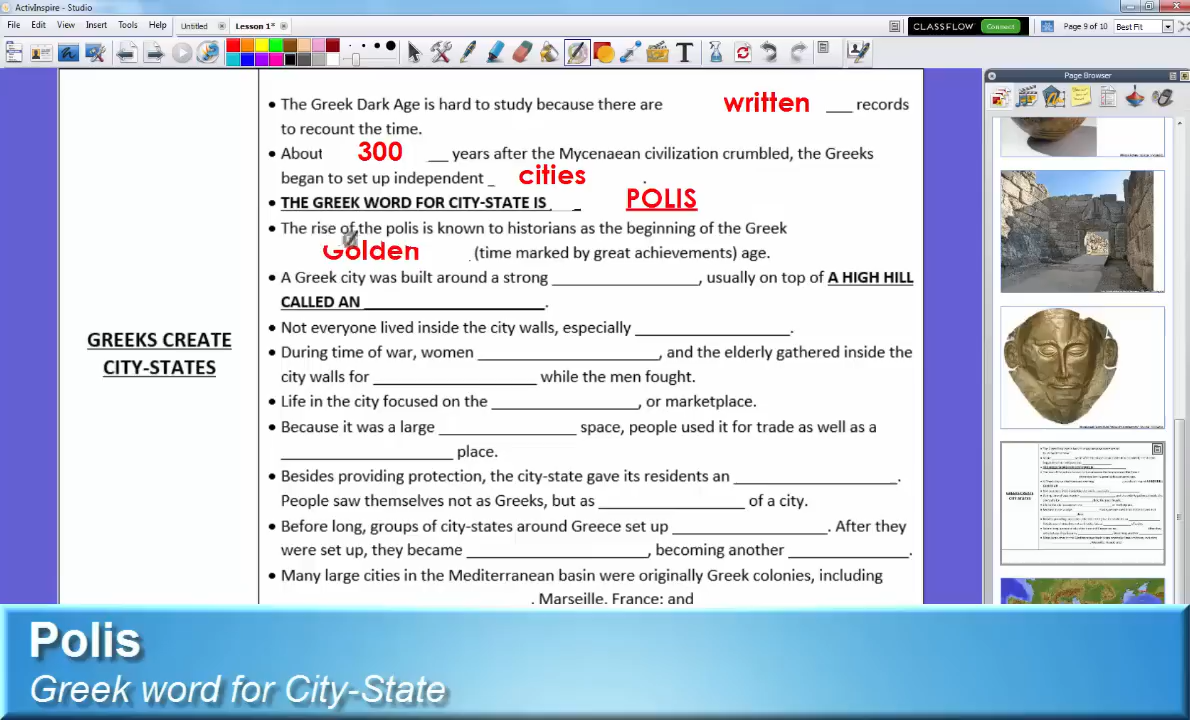 ActivInspire - Studio
File Edit View Insert Tools Help Untitled Lesson 1* CLASSFLOW Connect Page 9 of 10 Best Fit
Page Browser
The Greek Dark Age is hard to study because there are written ___ records
to recount the time.
About 300 __ years after the Mycenaean civilization crumbled, the Greeks
began to set up independent _ cities .
THE GREEK WORD FOR CITY-STATE IS __ POLIS
The rise of the polis is known to historians as the beginning of the Greek
Golden . (time marked by great achievements) age.
A Greek city was built around a strong _______________, usually on top of A HIGH HILL
CALLED AN __________________.
Not everyone lived inside the city walls, especially ________________.
GREEKS CREATE
CITY-STATES
During time of war, women __________________, and the elderly gathered inside the
city walls for ________________ while the men fought.
Life in the city focused on the _______________, or marketplace.
Because it was a large ______________ space, people used it for trade as well as a
_________________ place.
Besides providing protection, the city-state gave its residents an ________________.
People saw themselves not as Greeks, but as _______________ of a city.
Before long, groups of city-states around Greece set up ________________. After they
were set up, they became __________________, becoming another ____________.
Many large cities in the Mediterranean basin were originally Greek colonies, including
, Marseille, France; and
Polis
Greek word for City-State